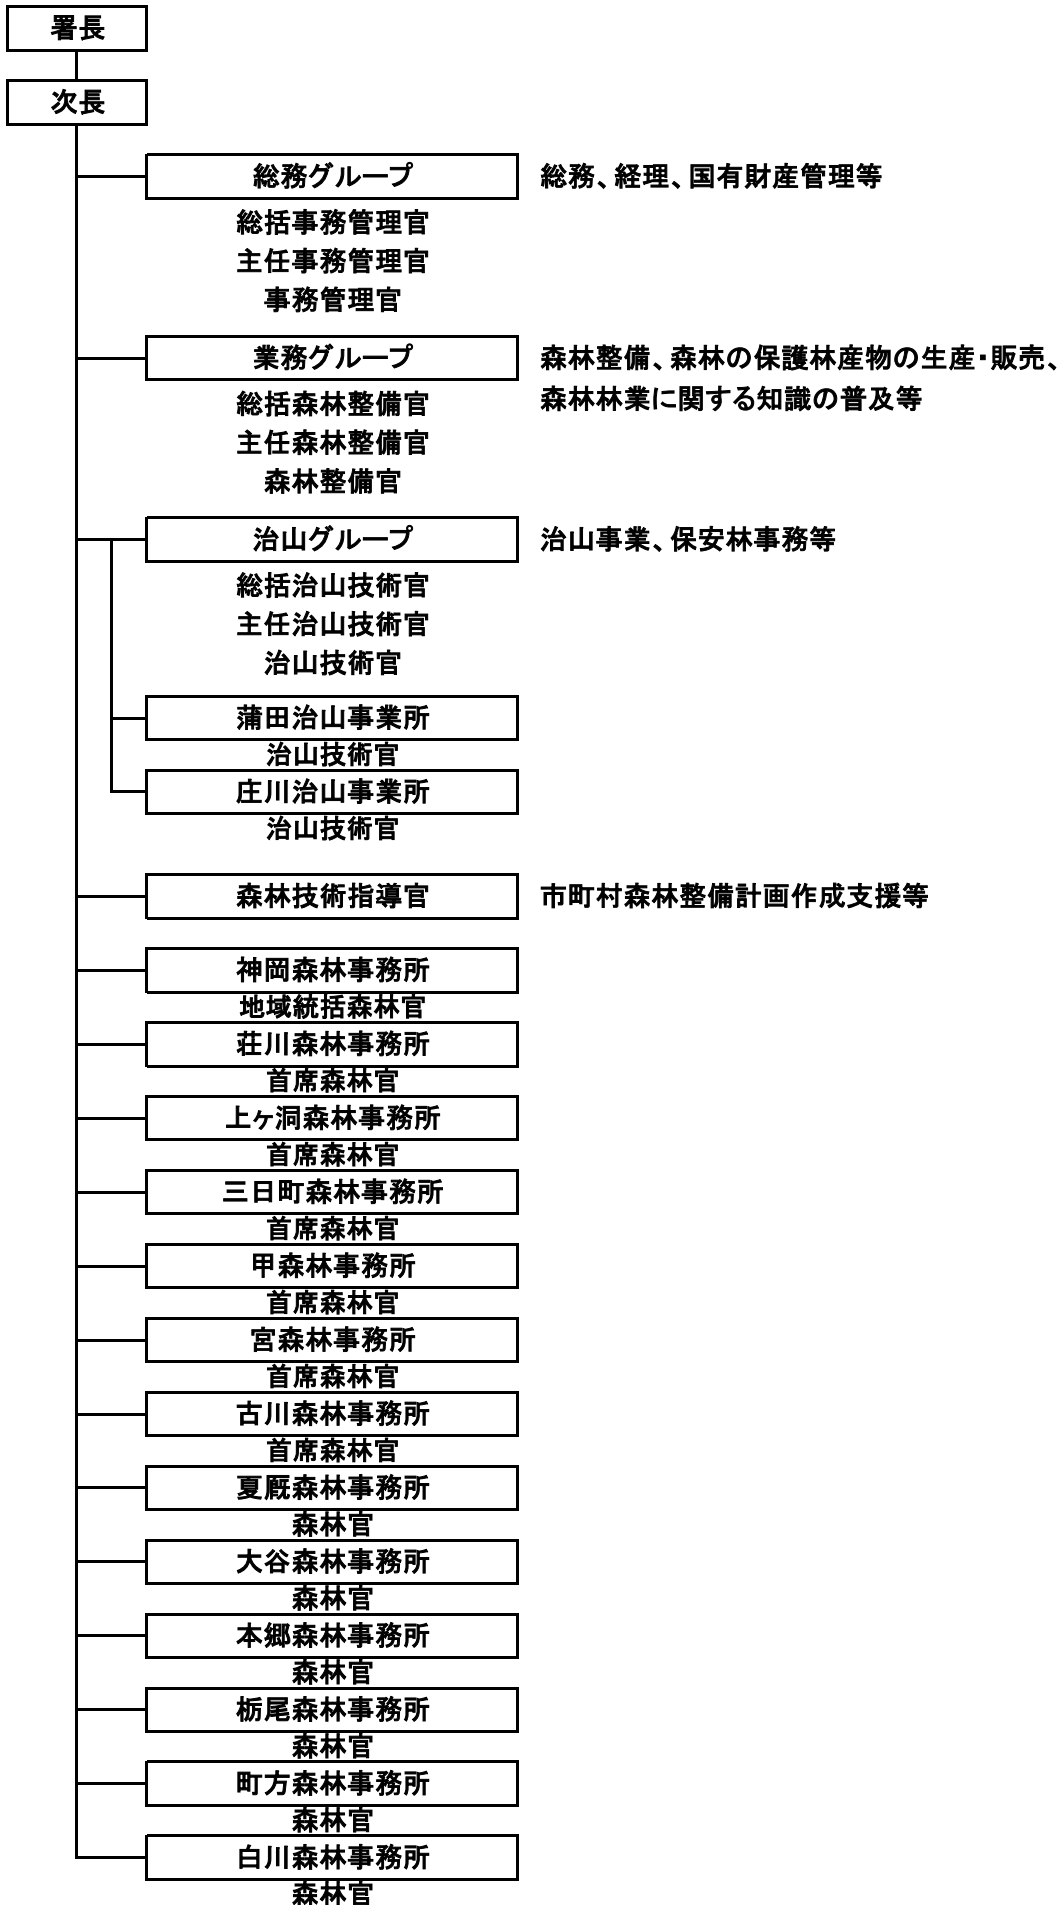 署長
次長
総務グループ
総務、経理、国有財産管理等
総括事務管理官
主任事務管理官
事務管理官
業務グループ
森林整備、森林の保護林産物の生産・販売、
森林林業に関する知識の普及等
総括森林整備官
主任森林整備官
森林整備官
治山グループ
治山事業、保安林事務等
総括治山技術官
主任治山技術官
治山技術官
蒲田治山事業所
治山技術官
庄川治山事業所
治山技術官
森林技術指導官
市町村森林整備計画作成支援等
神岡森林事務所
地域統括森林官
荘川森林事務所
首席森林官
上ヶ洞森林事務所
首席森林官
三日町森林事務所
首席森林官
甲森林事務所
首席森林官
宮森林事務所
首席森林官
古川森林事務所
首席森林官
夏厩森林事務所
森林官
大谷森林事務所
森林官
本郷森林事務所
森林官
栃尾森林事務所
森林官
町方森林事務所
森林官
白川森林事務所
森林官